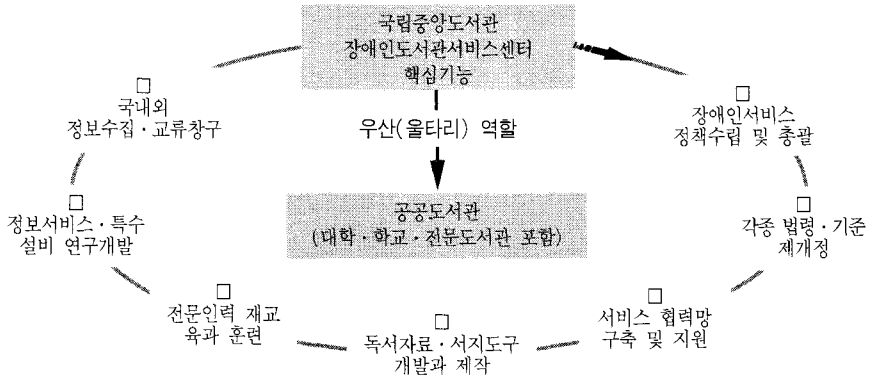 국립중앙도서관
장애인도서관서비스센터
핵심기능
□
국내외
정보수집·교류창구
우산(울타리) 역할
□
장애인서비스
정책수립 및 총괄
□
정보서비스·특수
설비 연구개발
공공도서관
(대학·학교·전문도서관 포함)
□
각종 법령·기준
제개정
□
전문인력 재교
육과 훈련
□
독서자료·서지도구
개발과 제작
□
서비스 협력망
구축 및 지원